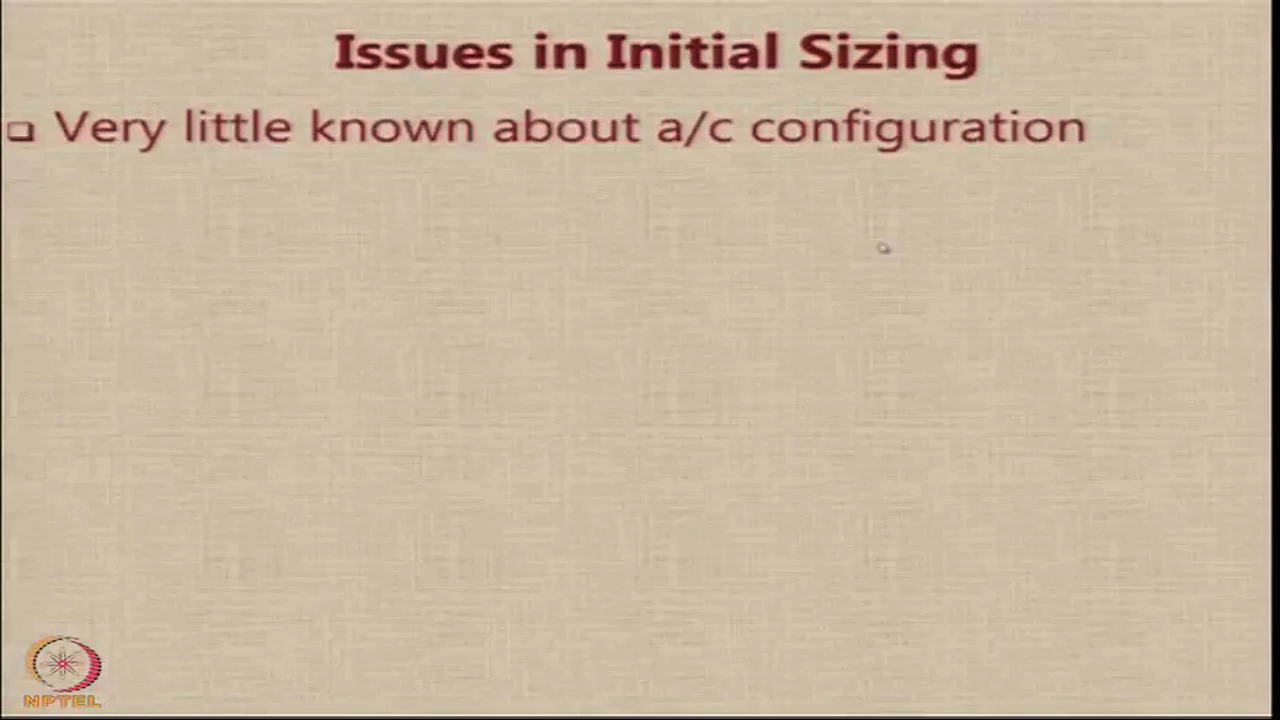 Issues in Initial Sizing
Very little known about a/c configuration
NPTEL